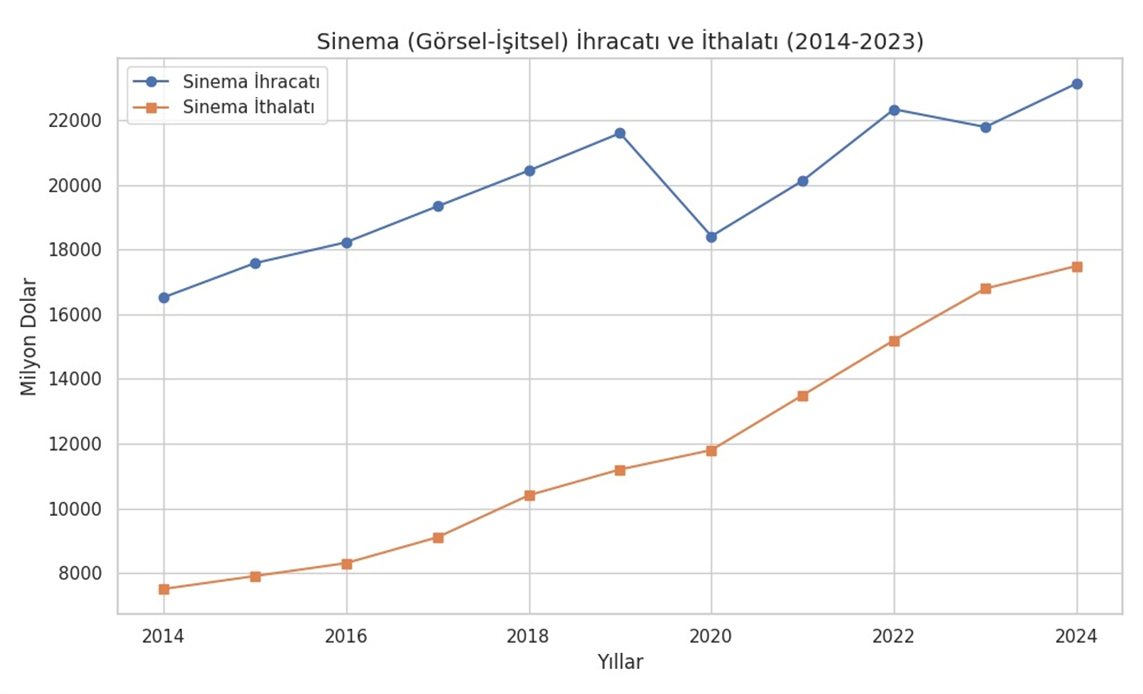 Sinema (Görsel-İşitsel) İhracatı ve İthalatı (2014-2023)
Sinema İhracatı
Sinema İthalatı
Milyon Dolar
22000
20000
18000
16000
14000
12000
10000
8000
2014 2016 2018 2020 2022 2024
Yıllar